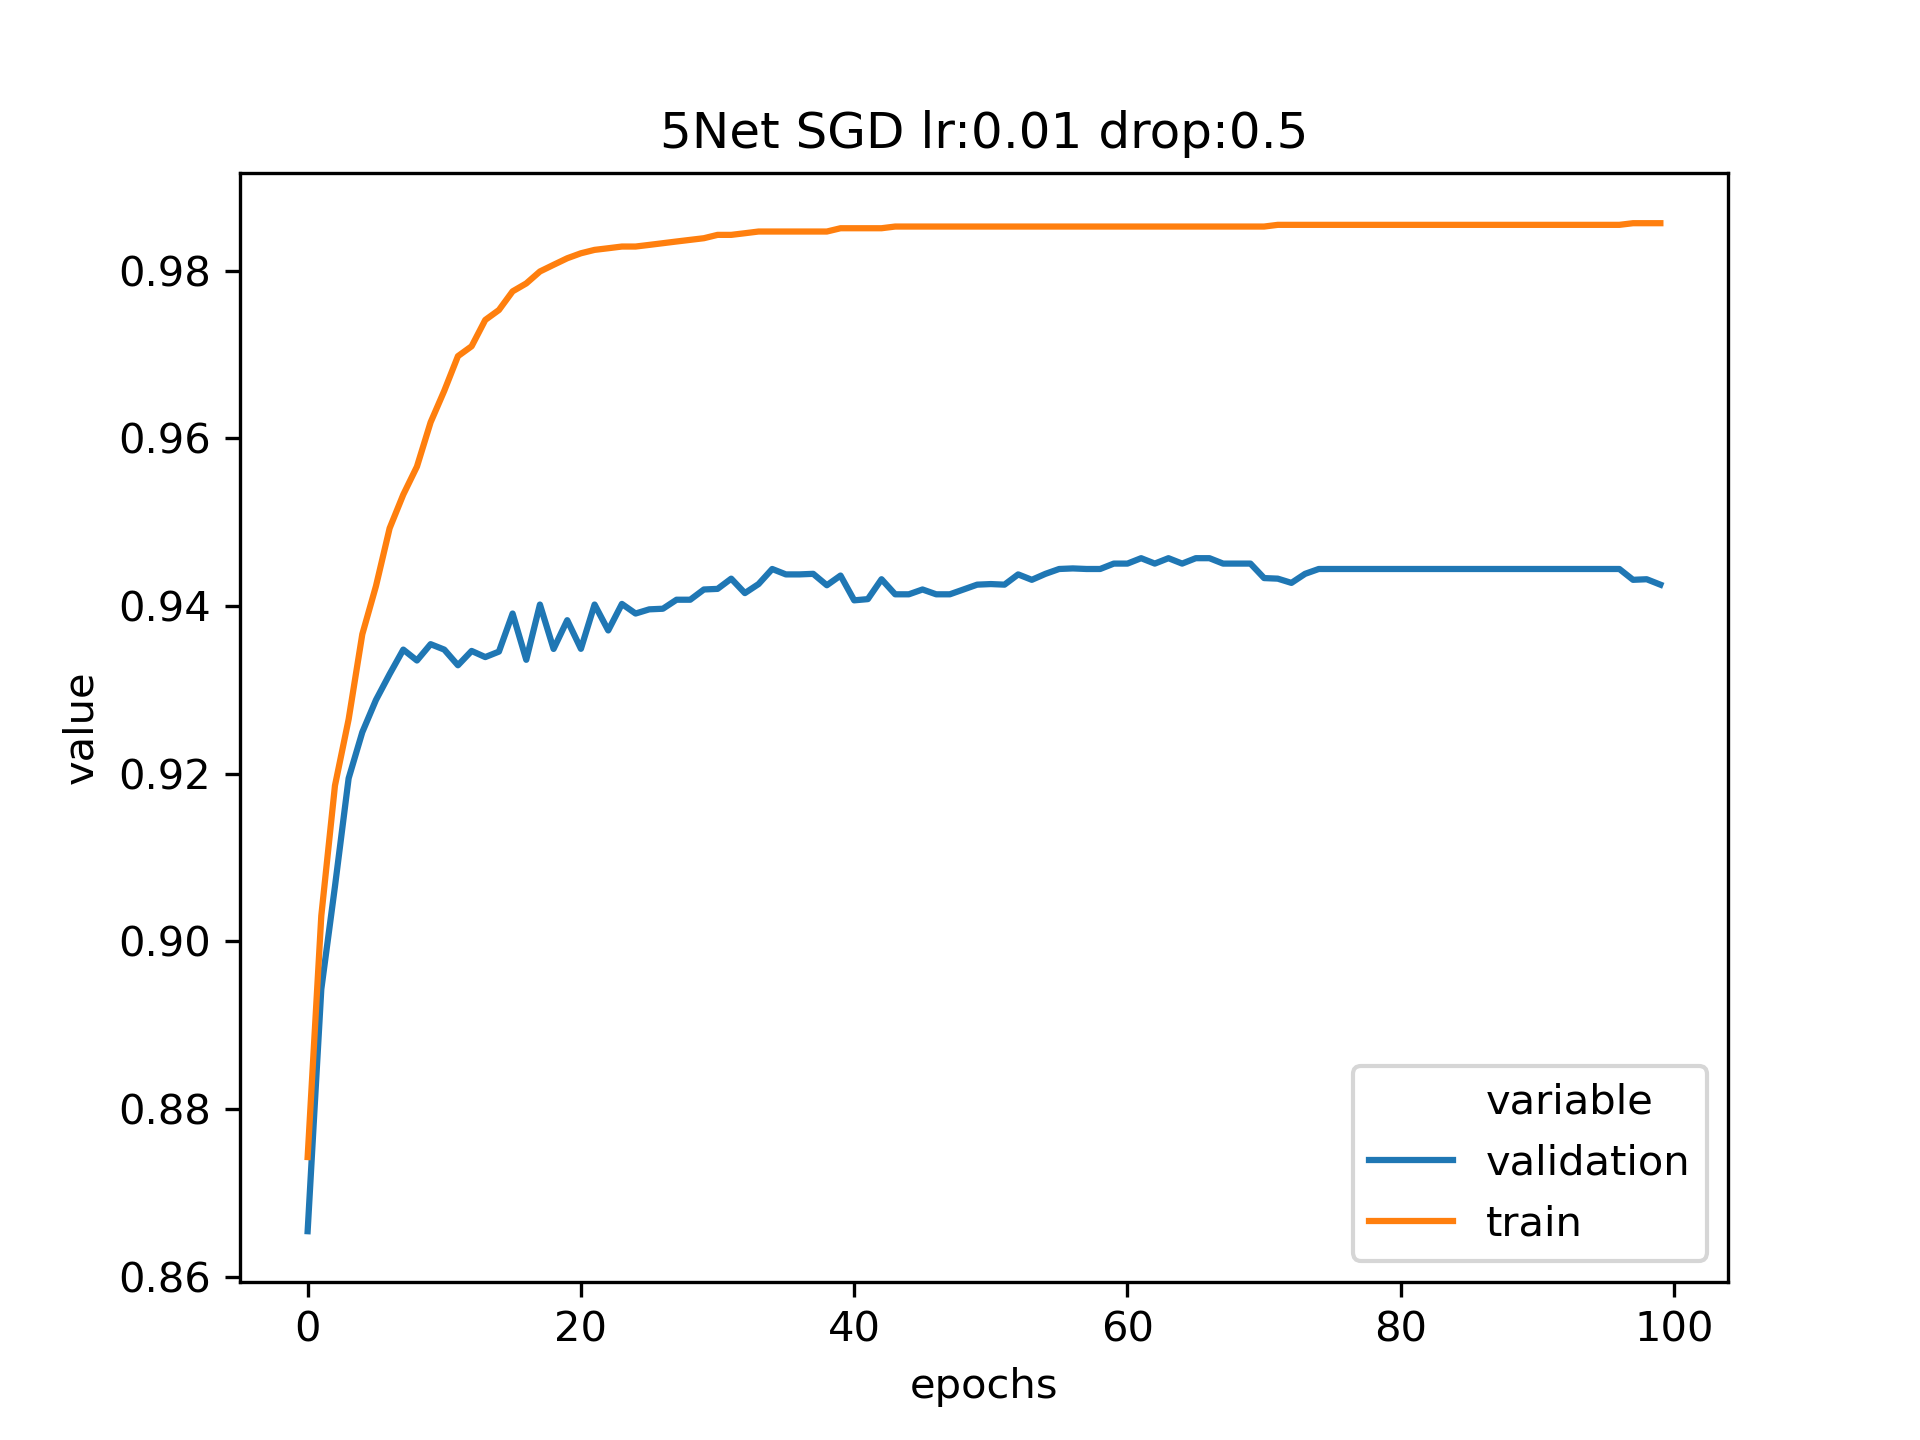 5Net SGD lr:0.01 drop:0.5
value
0.98
0.96
0.94
0.92
0.90
0.88
0.86
0 20 40 60 80 100
epochs
variable
validation
train